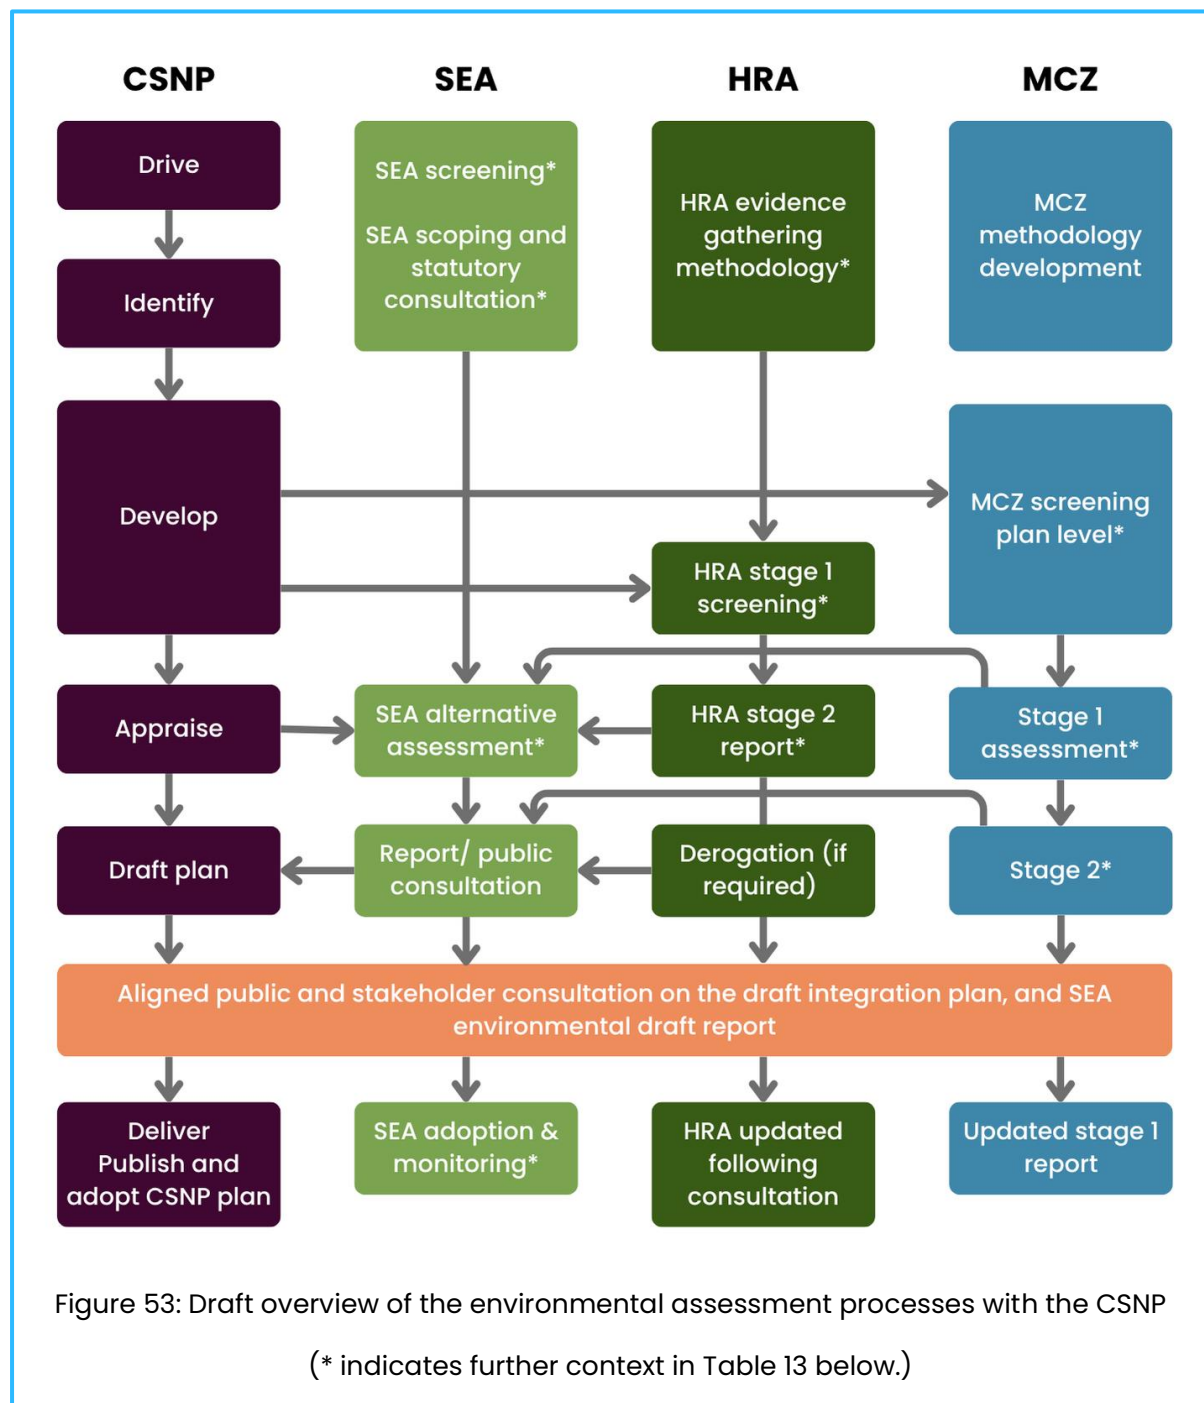 CSNP
SEA
HRA
MCZ
Drive
Identify
Develop
Appraise
Draft plan
SEA screening*
SEA scoping and
statutory
consultation*
SEA alternative
assessment*
Report/ public
consultation
HRA evidence
gathering
methodology*
HRA stage 1
screening*
HRA stage 2
report*
Derogation (if
required)
MCZ
methodology
development
MCZ screening
plan level*
Stage 1
assessment*
Stage 2*
Aligned public and stakeholder consultation on the draft integration plan, and SEA
environmental draft report
Deliver
Publish and
adopt CSNP plan
SEA adoption &
monitoring*
HRA updated
following
consultation
Updated stage 1
report
Figure 53: Draft overview of the environmental assessment processes with the CSNP
(* indicates further context in Table 13 below.)